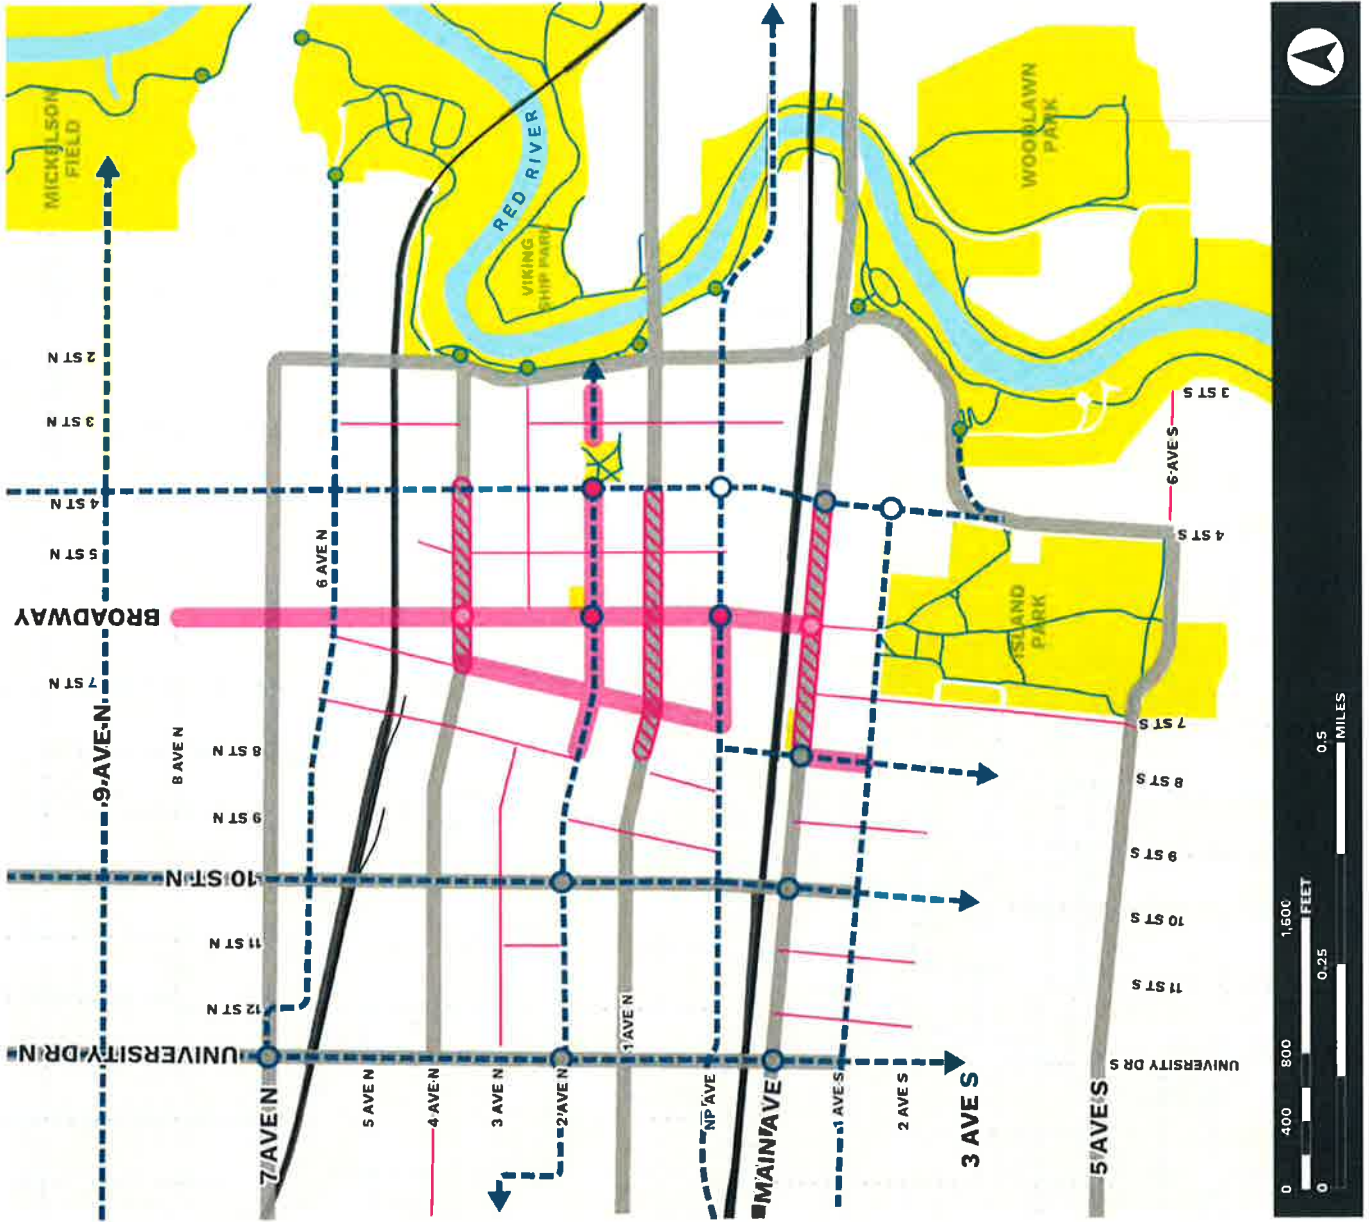 MICKELSON
FIELD
RED RIVER
VIKING
SHIP PARK
WOODLAWN
PARK
2 ST N
3 ST N
4 ST N
5 ST N
BROADWAY
7 ST N
8 ST N
9 ST N
10 ST N
11 ST N
12 ST N
UNIVERSITY DR N
9 AVE N
8 AVE N
7 AVE N
6 AVE N
5 AVE N
4 AVE N
3 AVE N
2 AVE N
1 AVE N
NP AVE
MAIN AVE
1 AVE S
2 AVE S
3 AVE S
5 AVE S
6 AVE S
ISLAND
PARK
3 ST S
4 ST S
7 ST S
8 ST S
9 ST S
10 ST S
11 ST S
UNIVERSITY DR S
0 400 800 1,600
FEET
0 0.25 0.5
MILES